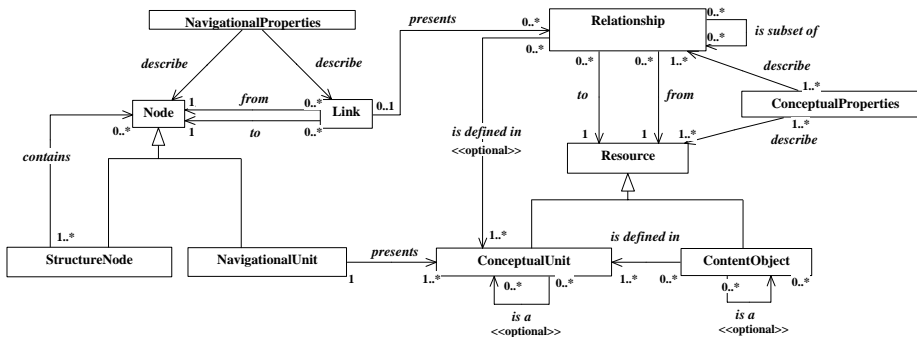 NavigationalProperties
presents
0..*
Relationship
0..*
0..*
0..*
is subset of
0..*
0..*
1..*
describe
describe
describe
1
from
0..*
0..1
Node
Link
1
to
0..*
0..*
to
from
1..*
ConceptualProperties
1..*
describe
is defined in
<<optional>>
1
1
1..*
Resource
contains
1..*
1..*
is defined in
StructureNode
NavigationalUnit
presents
ConceptualUnit
ContentObject
1
1..*
0..*
0..*
1..*
0..*
0..*
0..*
is a
<<optional>>
is a
<<optional>>